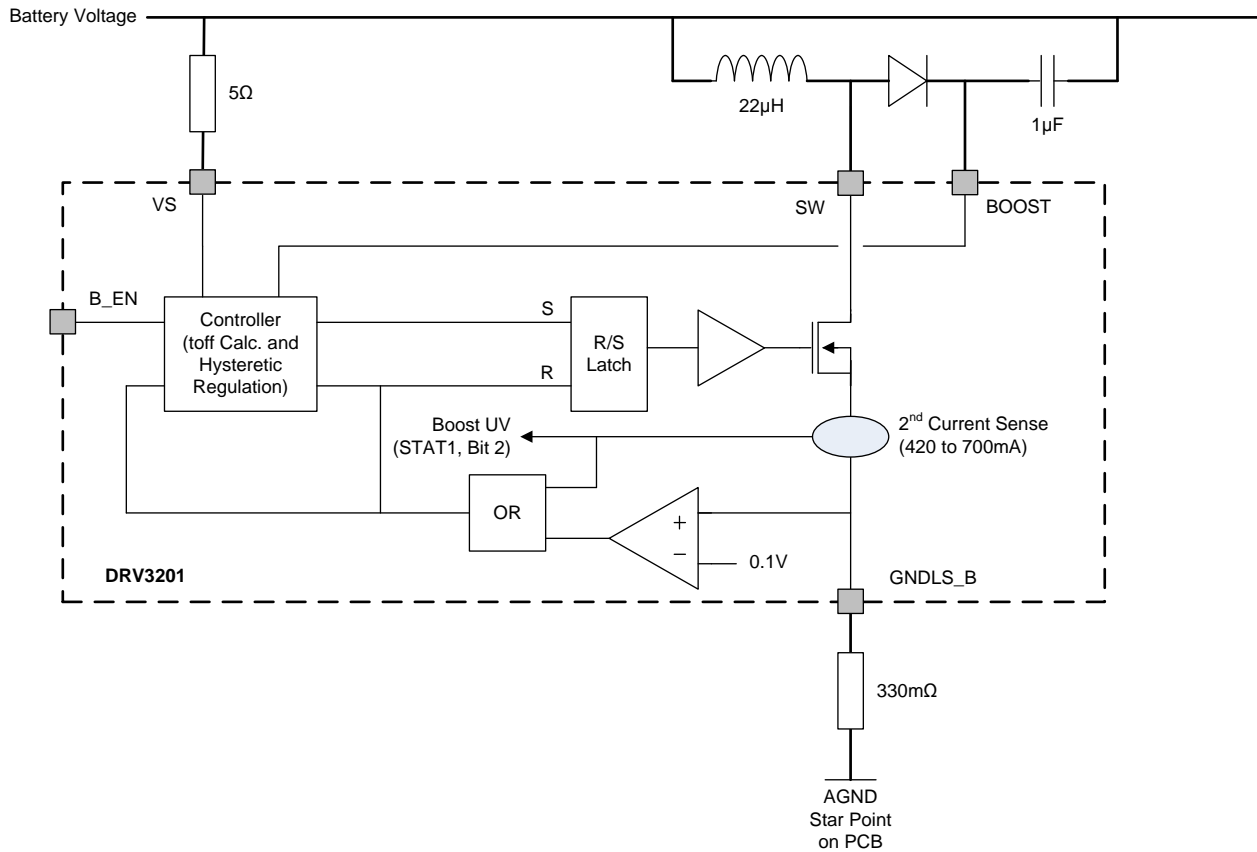 Battery Voltage
5Ω
22μH
1μF
VS
SW
BOOST
B_EN
Controller
(toff Calc. and
Hysteretic
Regulation)
S
R
R/S
Latch
Boost UV
(STAT1, Bit 2)
2nd Current Sense
(420 to 700mA)
OR
+
−
0.1V
DRV3201
GNDLS_B
330mΩ
AGND
Star Point
on PCB